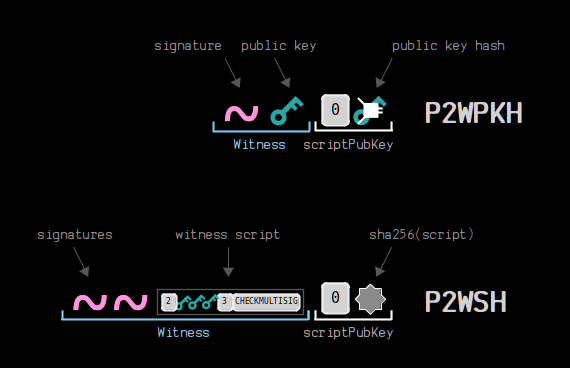 signature public key public key hash
0 P2WPKH
Witness scriptPubKey
signatures witness script sha256(script)
2 3 CHECKMULTISIG 0 P2WSH
Witness scriptPubKey